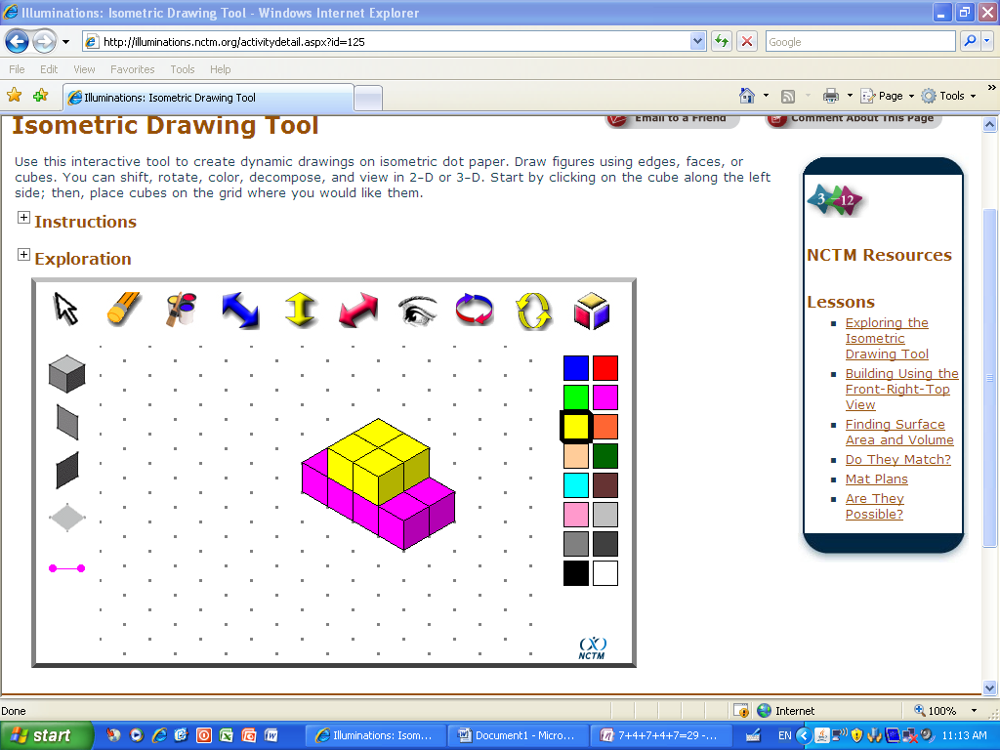 Illuminations: Isometric Drawing Tool - Windows Internet Explorer
http://illuminations.nctm.org/activitydetail.aspx?id=125
Google
File Edit View Favorites Tools Help
Illuminations: Isometric Drawing Tool
Page Tools »
Isometric Drawing Tool
Email to a Friend
Comment About This Page
Use this interactive tool to create dynamic drawings on isometric dot paper. Draw figures using edges, faces, or
cubes. You can shift, rotate, color, decompose, and view in 2-D or 3-D. Start by clicking on the cube along the left
side; then, place cubes on the grid where you would like them.
Instructions
Exploration
3 12
NCTM Resources
Lessons
Exploring the
Isometric
Drawing Tool
Building Using the
Front-Right-Top
View
Finding Surface
Area and Volume
Do They Match?
Mat Plans
Are They
Possible?
NCTM
Done
Internet
100%
start
Illuminations: Isom...
Document1 - Micro...
7+4+7+4+7=29 -...
EN
11:13 AM